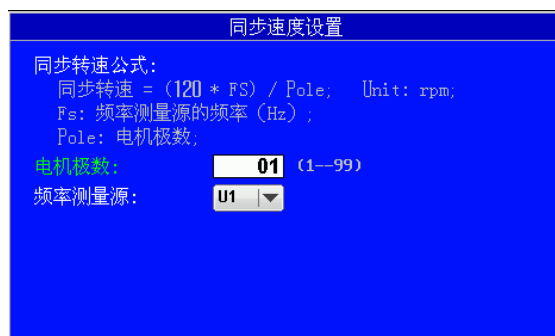 同步速度设置
同步转速公式:
同步转速 = (120 * FS) / Pole; Unit: rpm;
Fs: 频率测量源的频率 (Hz) ;
Pole: 电机极数;
电机极数: 01 (1--99)
频率测量源: U1